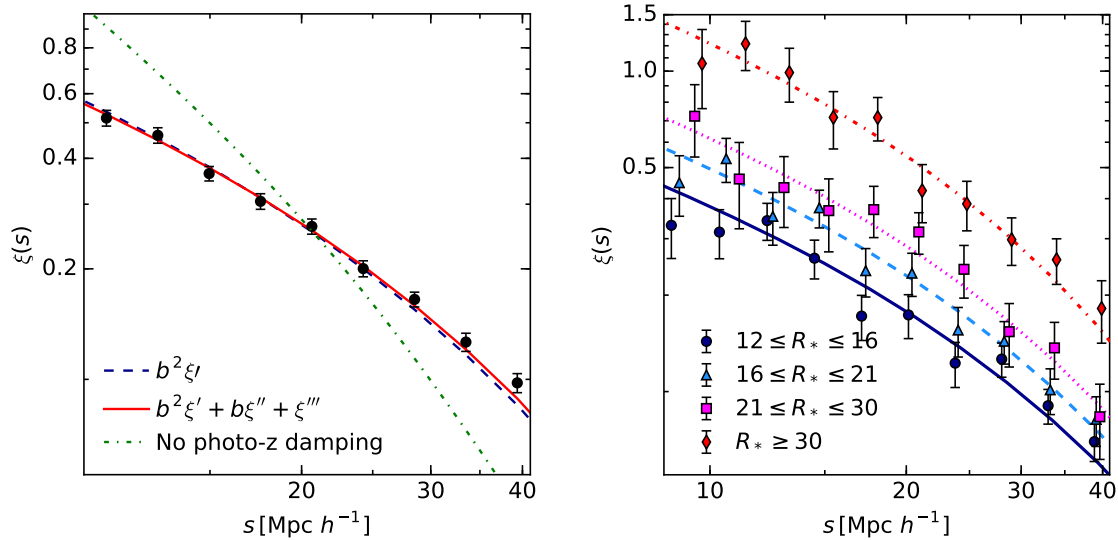 0.8
0.6
0.4
0.2
ξ(s)
20
30
40
s [Mpc h⁻¹]
b²ξ′
b²ξ′ + bξ″ + ξ‴
No photo-z damping
1.5
1.0
0.5
ξ(s)
10
20
30
40
s [Mpc h⁻¹]
12 ≤ R* ≤ 16
16 ≤ R* ≤ 21
21 ≤ R* ≤ 30
R* ≥ 30